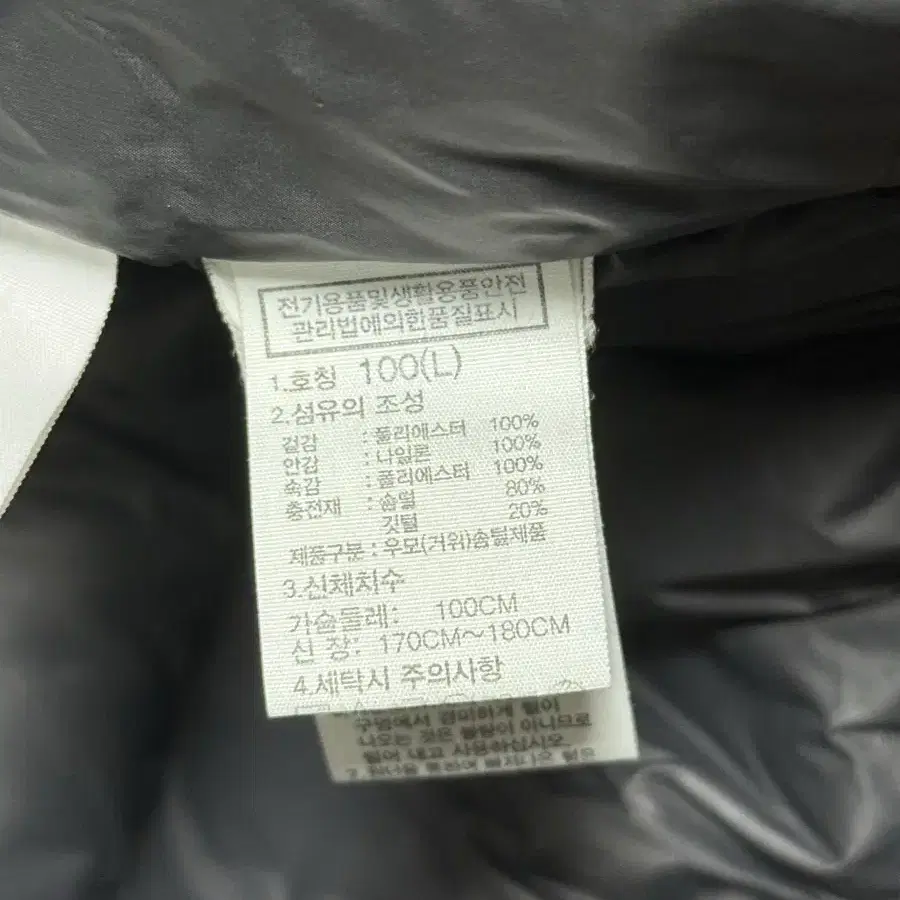 전기용품및생활용품안전
관리법에의한품질표시
1.호칭 100(L)
2.섬유의 조성
겉감 : 폴리에스터 100%
안감 : 나일론 100%
속감 : 폴리에스터 100%
충전재 : 솜털 80%
깃털 20%
제품구분 : 우모(거위)솜털제품
3.신체치수
가슴둘레: 100CM
신 장: 170CM~180CM
4.세탁시 주의사항
구멍에서 경미하게 털이
나오는 것은 불량이 아니므로
털어 내고 사용하십시오